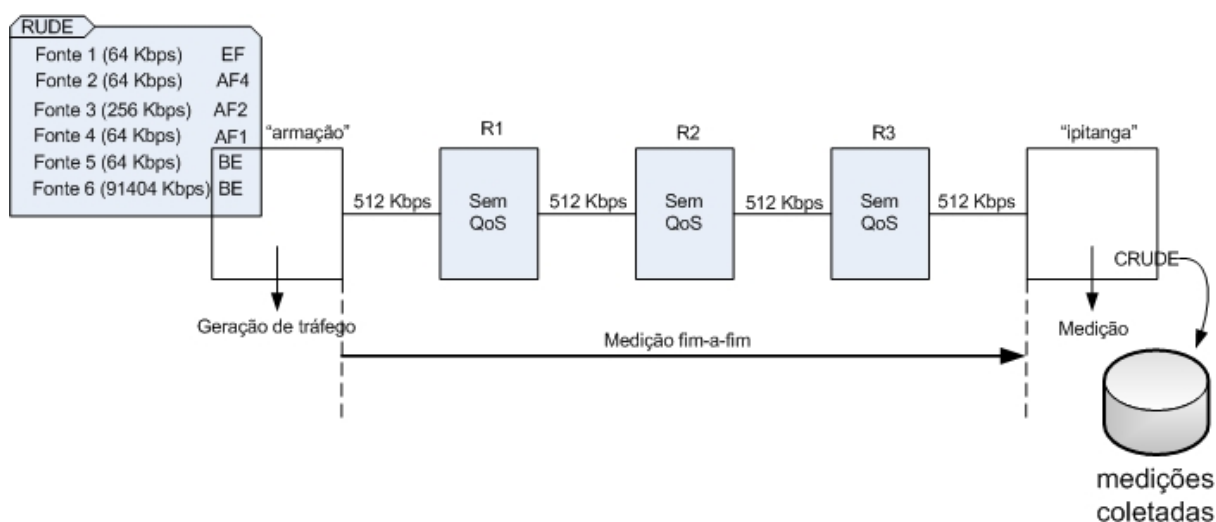 RUDE
Fonte 1 (64 Kbps) EF
Fonte 2 (64 Kbps) AF4
Fonte 3 (256 Kbps) AF2
Fonte 4 (64 Kbps) AF1
Fonte 5 (64 Kbps) BE
Fonte 6 (91404 Kbps) BE
"armação"
R1
R2
R3
"ipitanga"
512 Kbps
Sem
QoS
512 Kbps
Sem
QoS
512 Kbps
Sem
QoS
512 Kbps
CRUDE
Geração de tráfego
Medição
Medição fim-a-fim
medições
coletadas